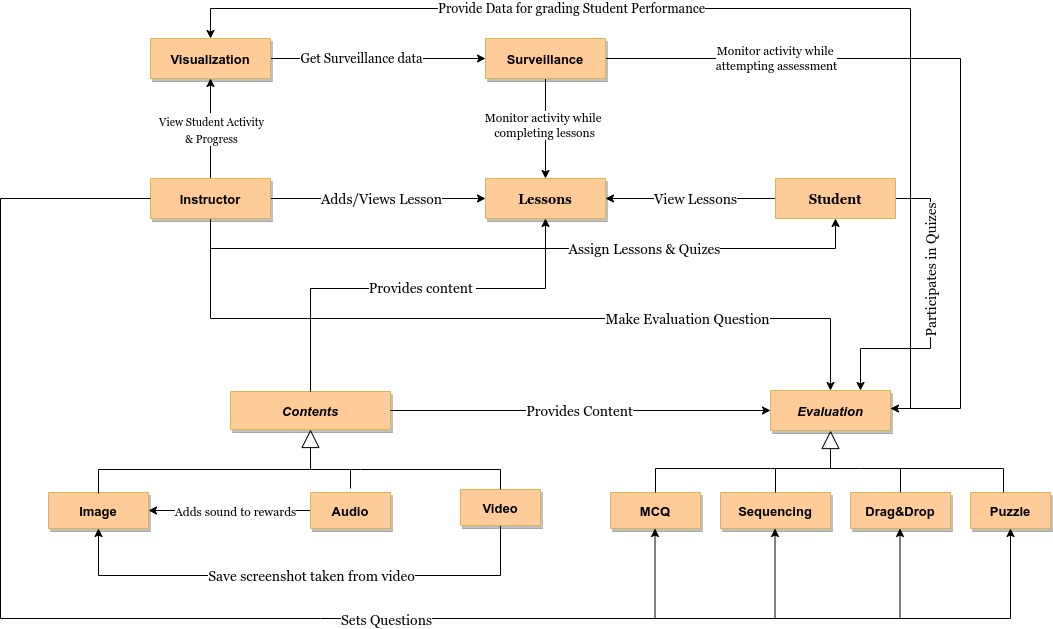 Provide Data for grading Student Performance
Visualization
Get Surveillance data
Surveillance
Monitor activity while
attempting assessment
View Student Activity
& Progress
Monitor activity while
completing lessons
Instructor
Adds/Views Lesson
Lessons
View Lessons
Student
Participates in Quizes
Assign Lessons & Quizes
Provides content
Make Evaluation Question
Contents
Provides Content
Evaluation
Image
Adds sound to rewards
Audio
Video
MCQ
Sequencing
Drag&Drop
Puzzle
Save screenshot taken from video
Sets Questions